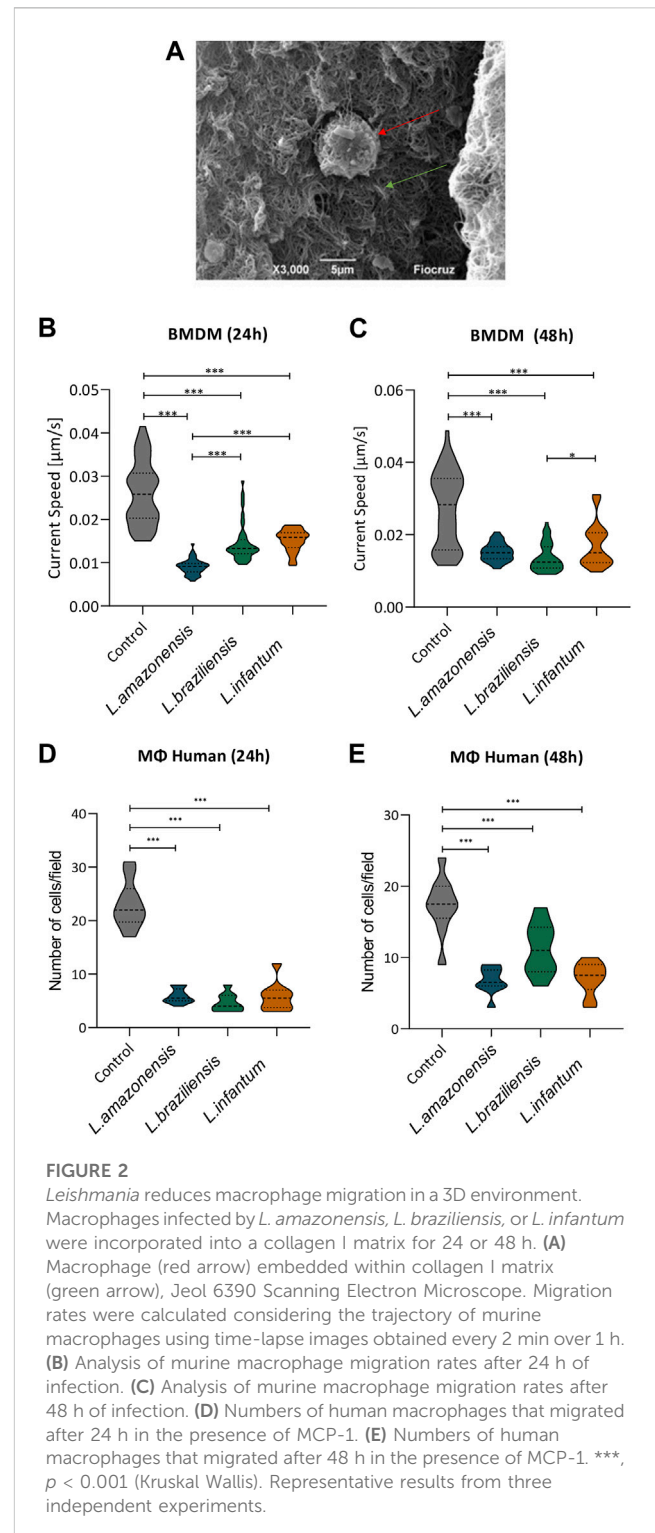 A
X3,000 5µm Fiocruz
B
BMDM (24h)
***
***
***
***
***
Current Speed [µm/s]
0.05
0.04
0.03
0.02
0.01
0.00
Control
L.amazonensis
L.braziliensis
L.infantum
C
BMDM (48h)
***
***
***
*
Current Speed [µm/s]
0.06
0.04
0.02
0.00
Control
L.amazonensis
L.braziliensis
L.infantum
D
MΦ Human (24h)
***
***
***
Number of cells/field
40
30
20
10
0
Control
L.amazonensis
L.braziliensis
L.infantum
E
MΦ Human (48h)
***
***
***
Number of cells/field
30
20
10
0
Control
L.amazonensis
L.braziliensis
L.infantum
FIGURE 2
Leishmania reduces macrophage migration in a 3D environment.
Macrophages infected by L. amazonensis, L. braziliensis, or L. infantum
were incorporated into a collagen I matrix for 24 or 48 h. (A)
Macrophage (red arrow) embedded within collagen I matrix
(green arrow), Jeol 6390 Scanning Electron Microscope. Migration
rates were calculated considering the trajectory of murine
macrophages using time-lapse images obtained every 2 min over 1 h.
(B) Analysis of murine macrophage migration rates after 24 h of
infection. (C) Analysis of murine macrophage migration rates after
48 h of infection. (D) Numbers of human macrophages that migrated
after 24 h in the presence of MCP-1. (E) Numbers of human
macrophages that migrated after 48 h in the presence of MCP-1. ***,
p < 0.001 (Kruskal Wallis). Representative results from three
independent experiments.